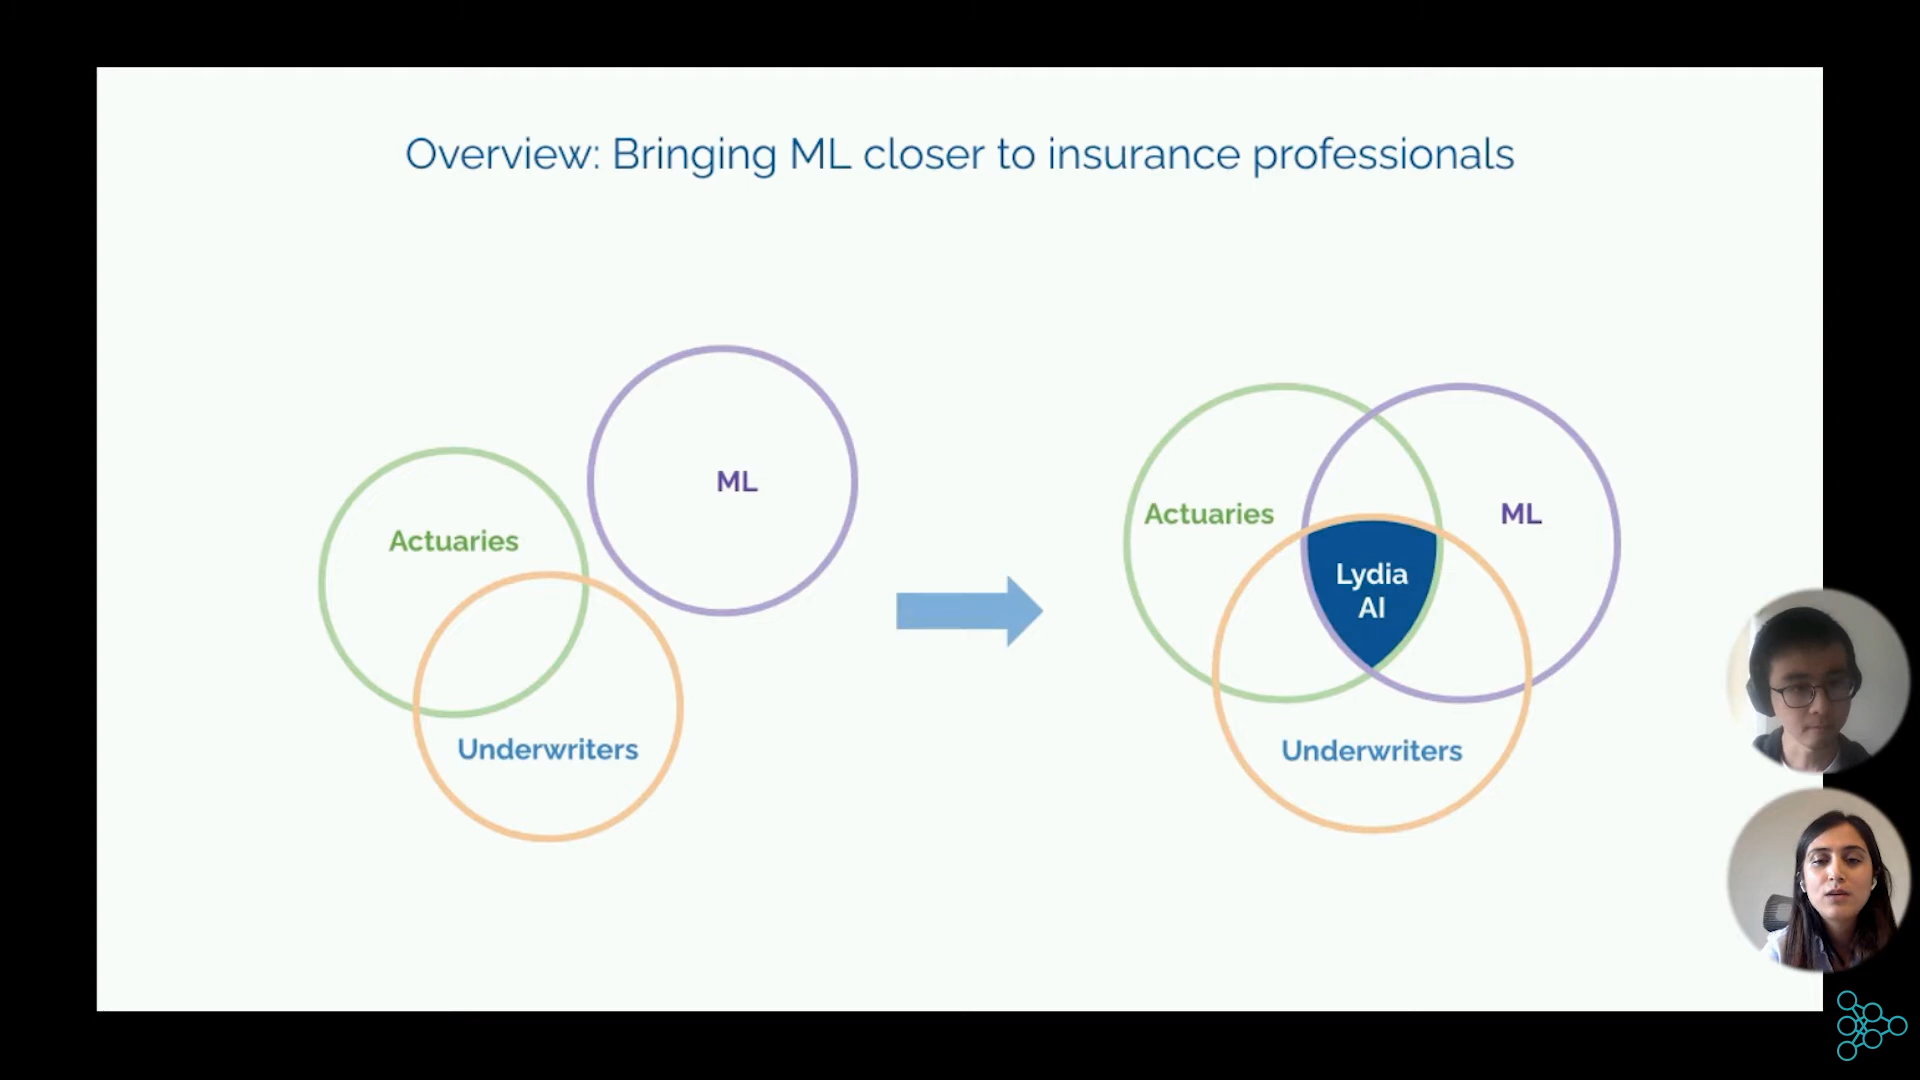 Overview: Bringing ML closer to insurance professionals
ML
Actuaries
Underwriters
Actuaries
ML
Lydia
AI
Underwriters